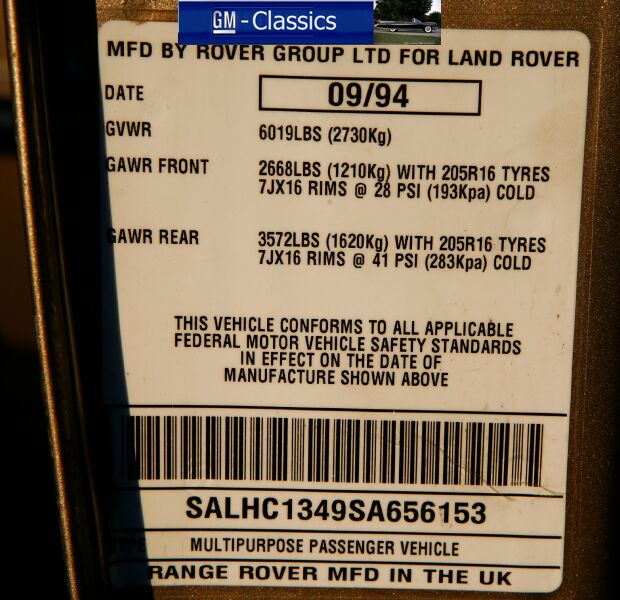 GM - Classics
MFD BY ROVER GROUP LTD FOR LAND ROVER
DATE 09/94
GVWR 6019LBS (2730Kg)
GAWR FRONT 2668LBS (1210Kg) WITH 205R16 TYRES
7JX16 RIMS @ 28 PSI (193Kpa) COLD
GAWR REAR 3572LBS (1620Kg) WITH 205R16 TYRES
7JX16 RIMS @ 41 PSI (283Kpa) COLD
THIS VEHICLE CONFORMS TO ALL APPLICABLE
FEDERAL MOTOR VEHICLE SAFETY STANDARDS
IN EFFECT ON THE DATE OF
MANUFACTURE SHOWN ABOVE
SALHC1349SA656153
TYPE MULTIPURPOSE PASSENGER VEHICLE
RANGE ROVER MFD IN THE UK